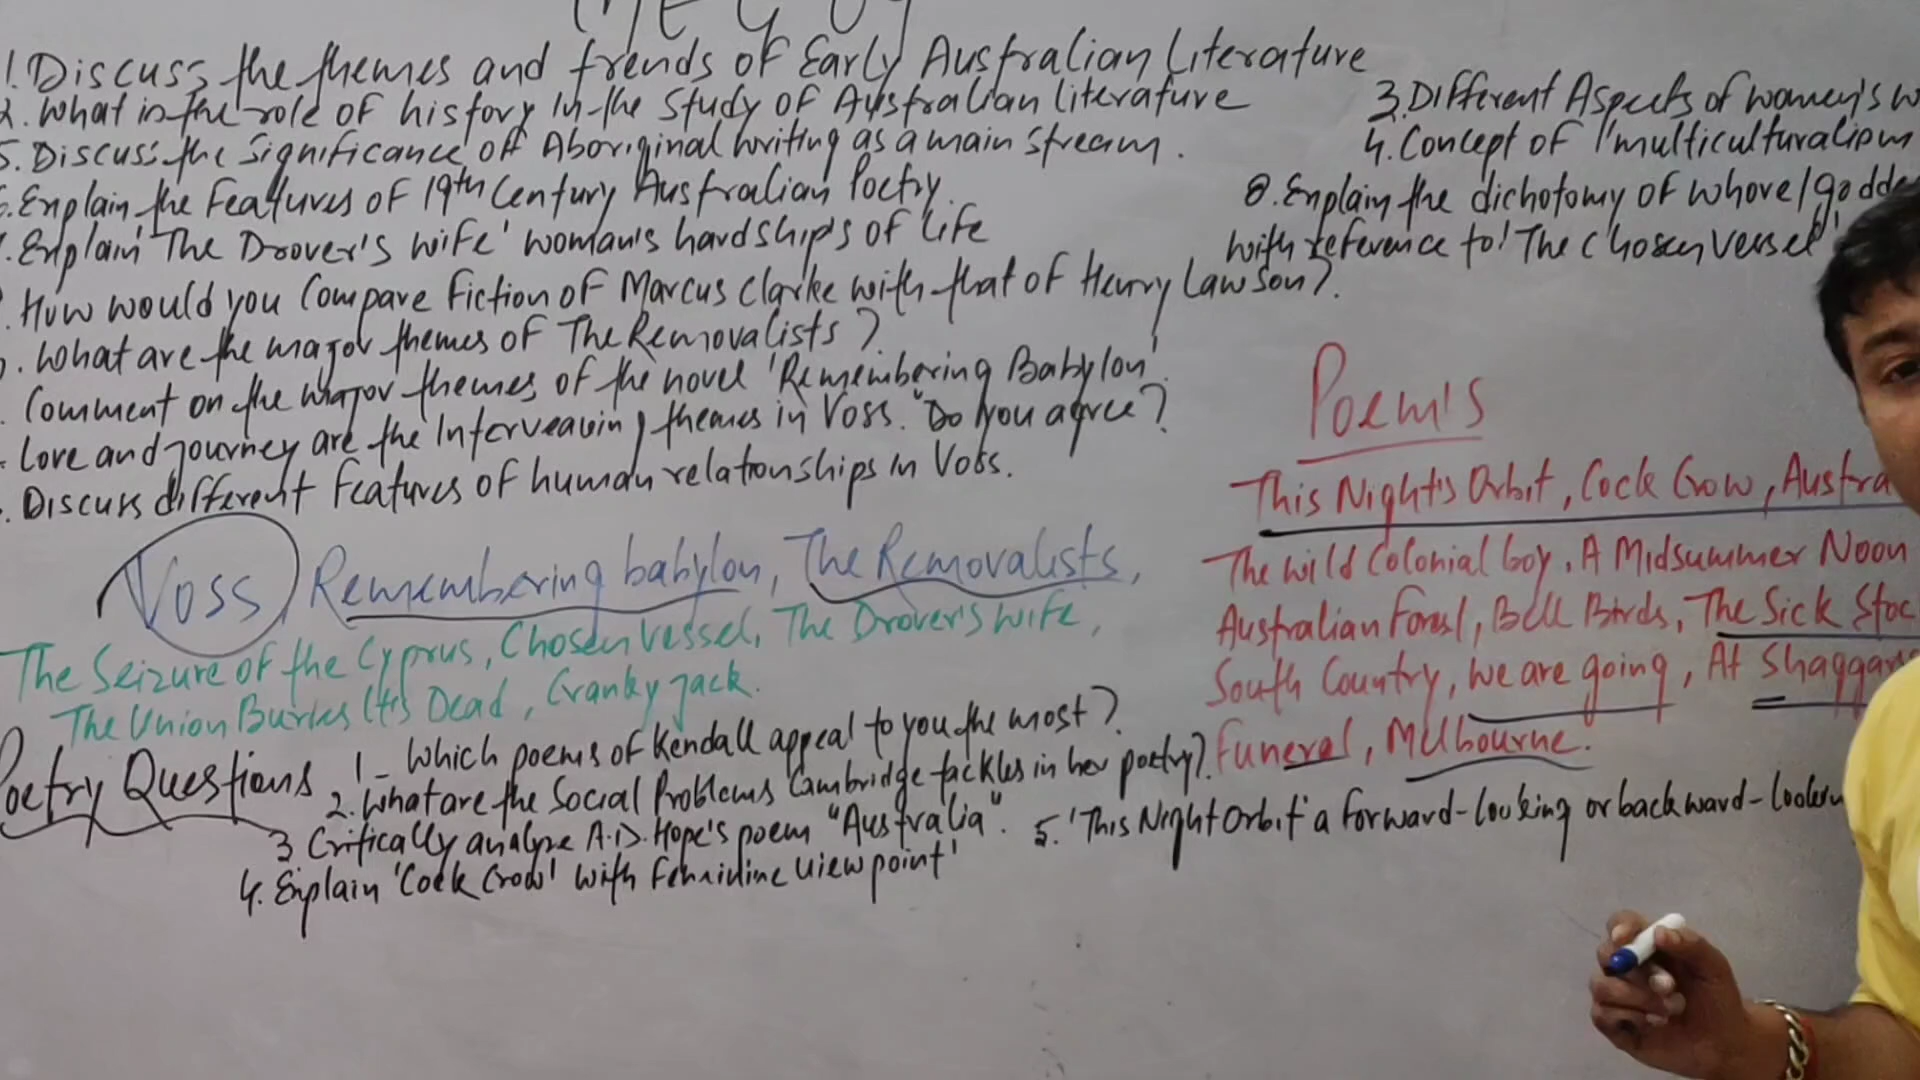 1. Discuss the themes and trends of Early Australian Literature
2. What is the role of history in the Study of Australian literature
3. Different Aspects of women's
4. Concept of 'multiculturalism
5. Discuss the Significance of Aboriginal writing as a main stream.
6. Explain the Features of 19th Century Australian Poetry.
8. Explain the dichotomy of whore/
Explain 'The Drover's wife' woman's hardships of life
with reference to 'The Chosen Vessel'
How would you Compare Fiction of Marcus Clarke with that of Henry Lawson?
What are the major themes of The Removalists?
Comment on the major themes of the novel 'Remembering Babylon'.
Love and journey are the Interveaving themes in Voss. "Do you agree?
Discuss different Features of human relationships in Voss.
Poem's
This Night's Orbit, Cock Crow,
The Wild Colonial boy, A Midsummer Noon
Australian Forest, Bell Birds, The Sick
South Country, we are going, At
Funeral, Melbourne.
Voss, Remembering babylon, The Removalists,
The Seizure of the Cyprus, Chosen Vessel, The Drover's wife,
The Union Buries It's Dead, Cranky jack.
Poetry Questions 1- Which poems of Kendall appeal to you the most?
2. What are the Social Problems Cambridge tackles in her poetry?
3. Critically analyze A.D. Hope's poem "Australia".
4. Explain 'Cock Crow' with Feminine viewpoint'
5. 'This Night Orbit' a forward-looking or backward-